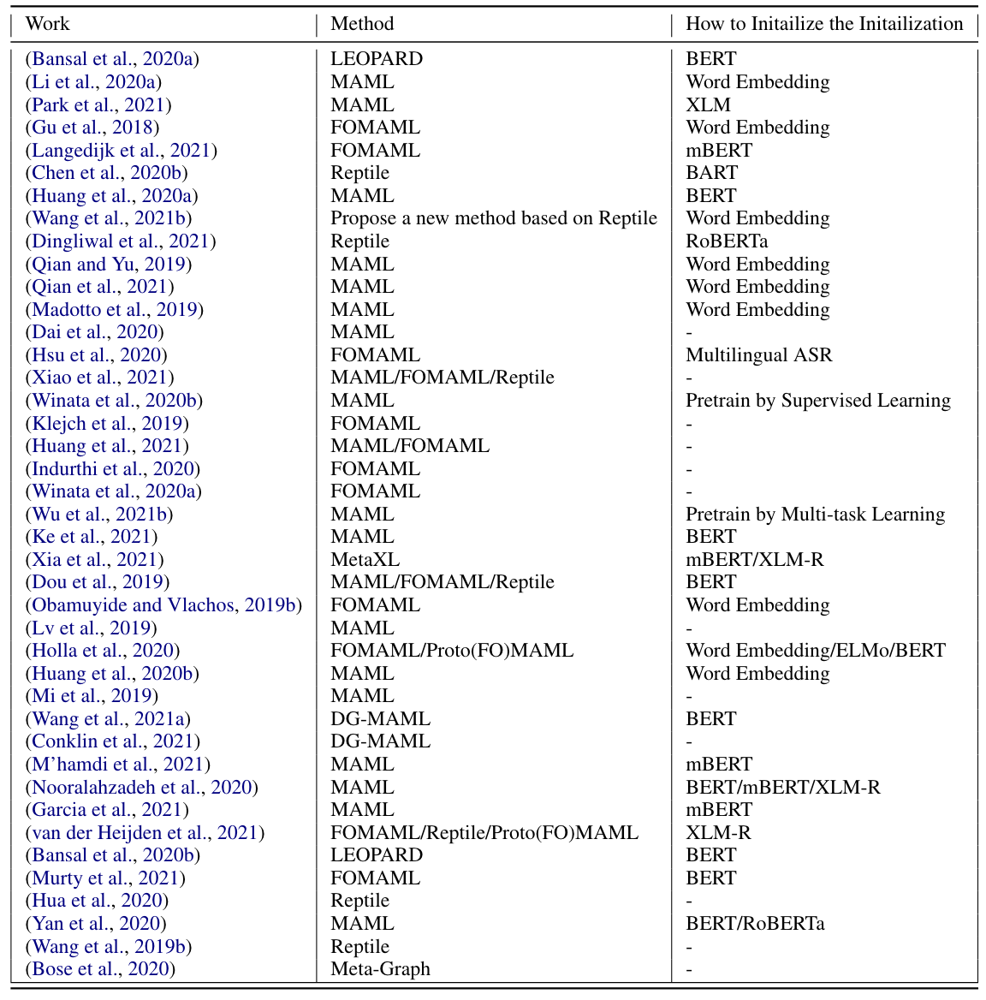 Work Method How to Initailize the Initailization
(Bansal et al., 2020a) LEOPARD BERT
(Li et al., 2020a) MAML Word Embedding
(Park et al., 2021) MAML XLM
(Gu et al., 2018) FOMAML Word Embedding
(Langedijk et al., 2021) FOMAML mBERT
(Chen et al., 2020b) Reptile BART
(Huang et al., 2020a) MAML BERT
(Wang et al., 2021b) Propose a new method based on Reptile Word Embedding
(Dingliwal et al., 2021) Reptile RoBERTa
(Qian and Yu, 2019) MAML Word Embedding
(Qian et al., 2021) MAML Word Embedding
(Madotto et al., 2019) MAML Word Embedding
(Dai et al., 2020) MAML -
(Hsu et al., 2020) FOMAML Multilingual ASR
(Xiao et al., 2021) MAML/FOMAML/Reptile -
(Winata et al., 2020b) MAML Pretrain by Supervised Learning
(Klejch et al., 2019) FOMAML -
(Huang et al., 2021) MAML/FOMAML -
(Indurthi et al., 2020) FOMAML -
(Winata et al., 2020a) FOMAML -
(Wu et al., 2021b) MAML Pretrain by Multi-task Learning
(Ke et al., 2021) MAML BERT
(Xia et al., 2021) MetaXL mBERT/XLM-R
(Dou et al., 2019) MAML/FOMAML/Reptile BERT
(Obamuyide and Vlachos, 2019b) FOMAML Word Embedding
(Lv et al., 2019) MAML -
(Holla et al., 2020) FOMAML/Proto(FO)MAML Word Embedding/ELMo/BERT
(Huang et al., 2020b) MAML Word Embedding
(Mi et al., 2019) MAML -
(Wang et al., 2021a) DG-MAML BERT
(Conklin et al., 2021) DG-MAML -
(M'hamdi et al., 2021) MAML mBERT
(Nooralahzadeh et al., 2020) MAML BERT/mBERT/XLM-R
(Garcia et al., 2021) MAML mBERT
(van der Heijden et al., 2021) FOMAML/Reptile/Proto(FO)MAML XLM-R
(Bansal et al., 2020b) LEOPARD BERT
(Murty et al., 2021) FOMAML BERT
(Hua et al., 2020) Reptile -
(Yan et al., 2020) MAML BERT/RoBERTa
(Wang et al., 2019b) Reptile -
(Bose et al., 2020) Meta-Graph -